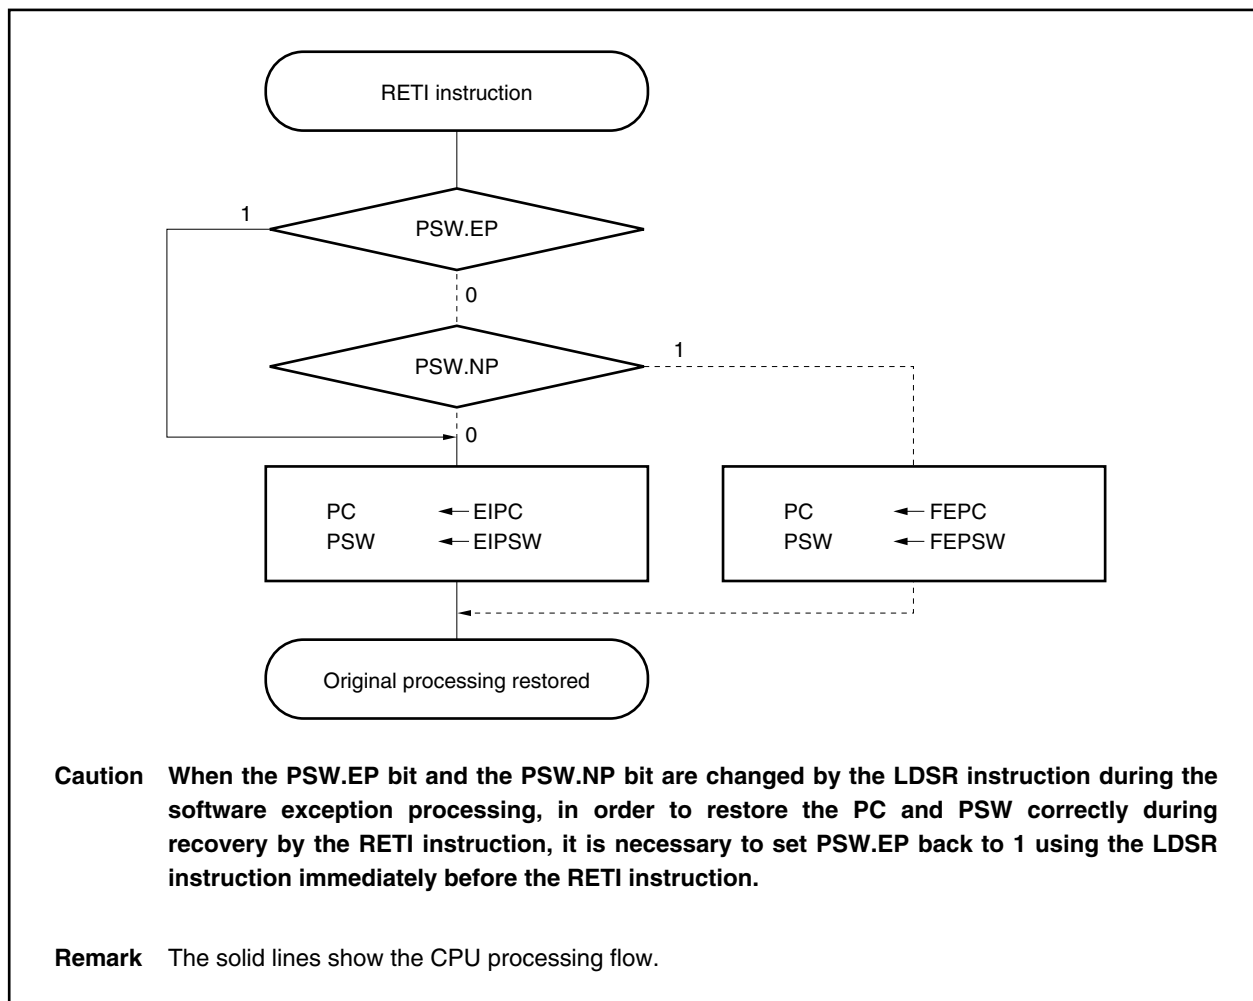 RETI instruction
1
PSW.EP
0
1
PSW.NP
0
PC ← EIPC
PSW ← EIPSW
PC ← FEPC
PSW ← FEPSW
Original processing restored
Caution When the PSW.EP bit and the PSW.NP bit are changed by the LDSR instruction during the
software exception processing, in order to restore the PC and PSW correctly during
recovery by the RETI instruction, it is necessary to set PSW.EP back to 1 using the LDSR
instruction immediately before the RETI instruction.
Remark The solid lines show the CPU processing flow.